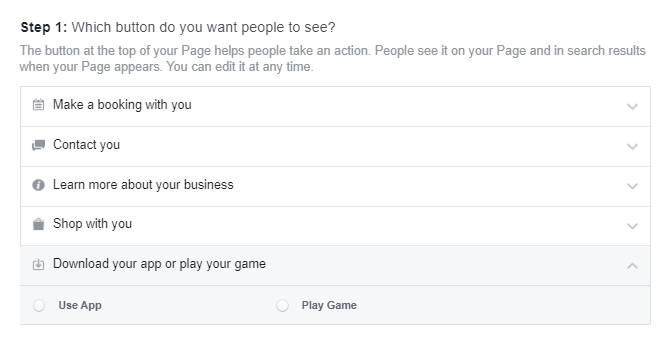 Step 1: Which button do you want people to see?
The button at the top of your Page helps people take an action. People see it on your Page and in search results
when your Page appears. You can edit it at any time.
Make a booking with you
Contact you
Learn more about your business
Shop with you
Download your app or play your game
Use App
Play Game